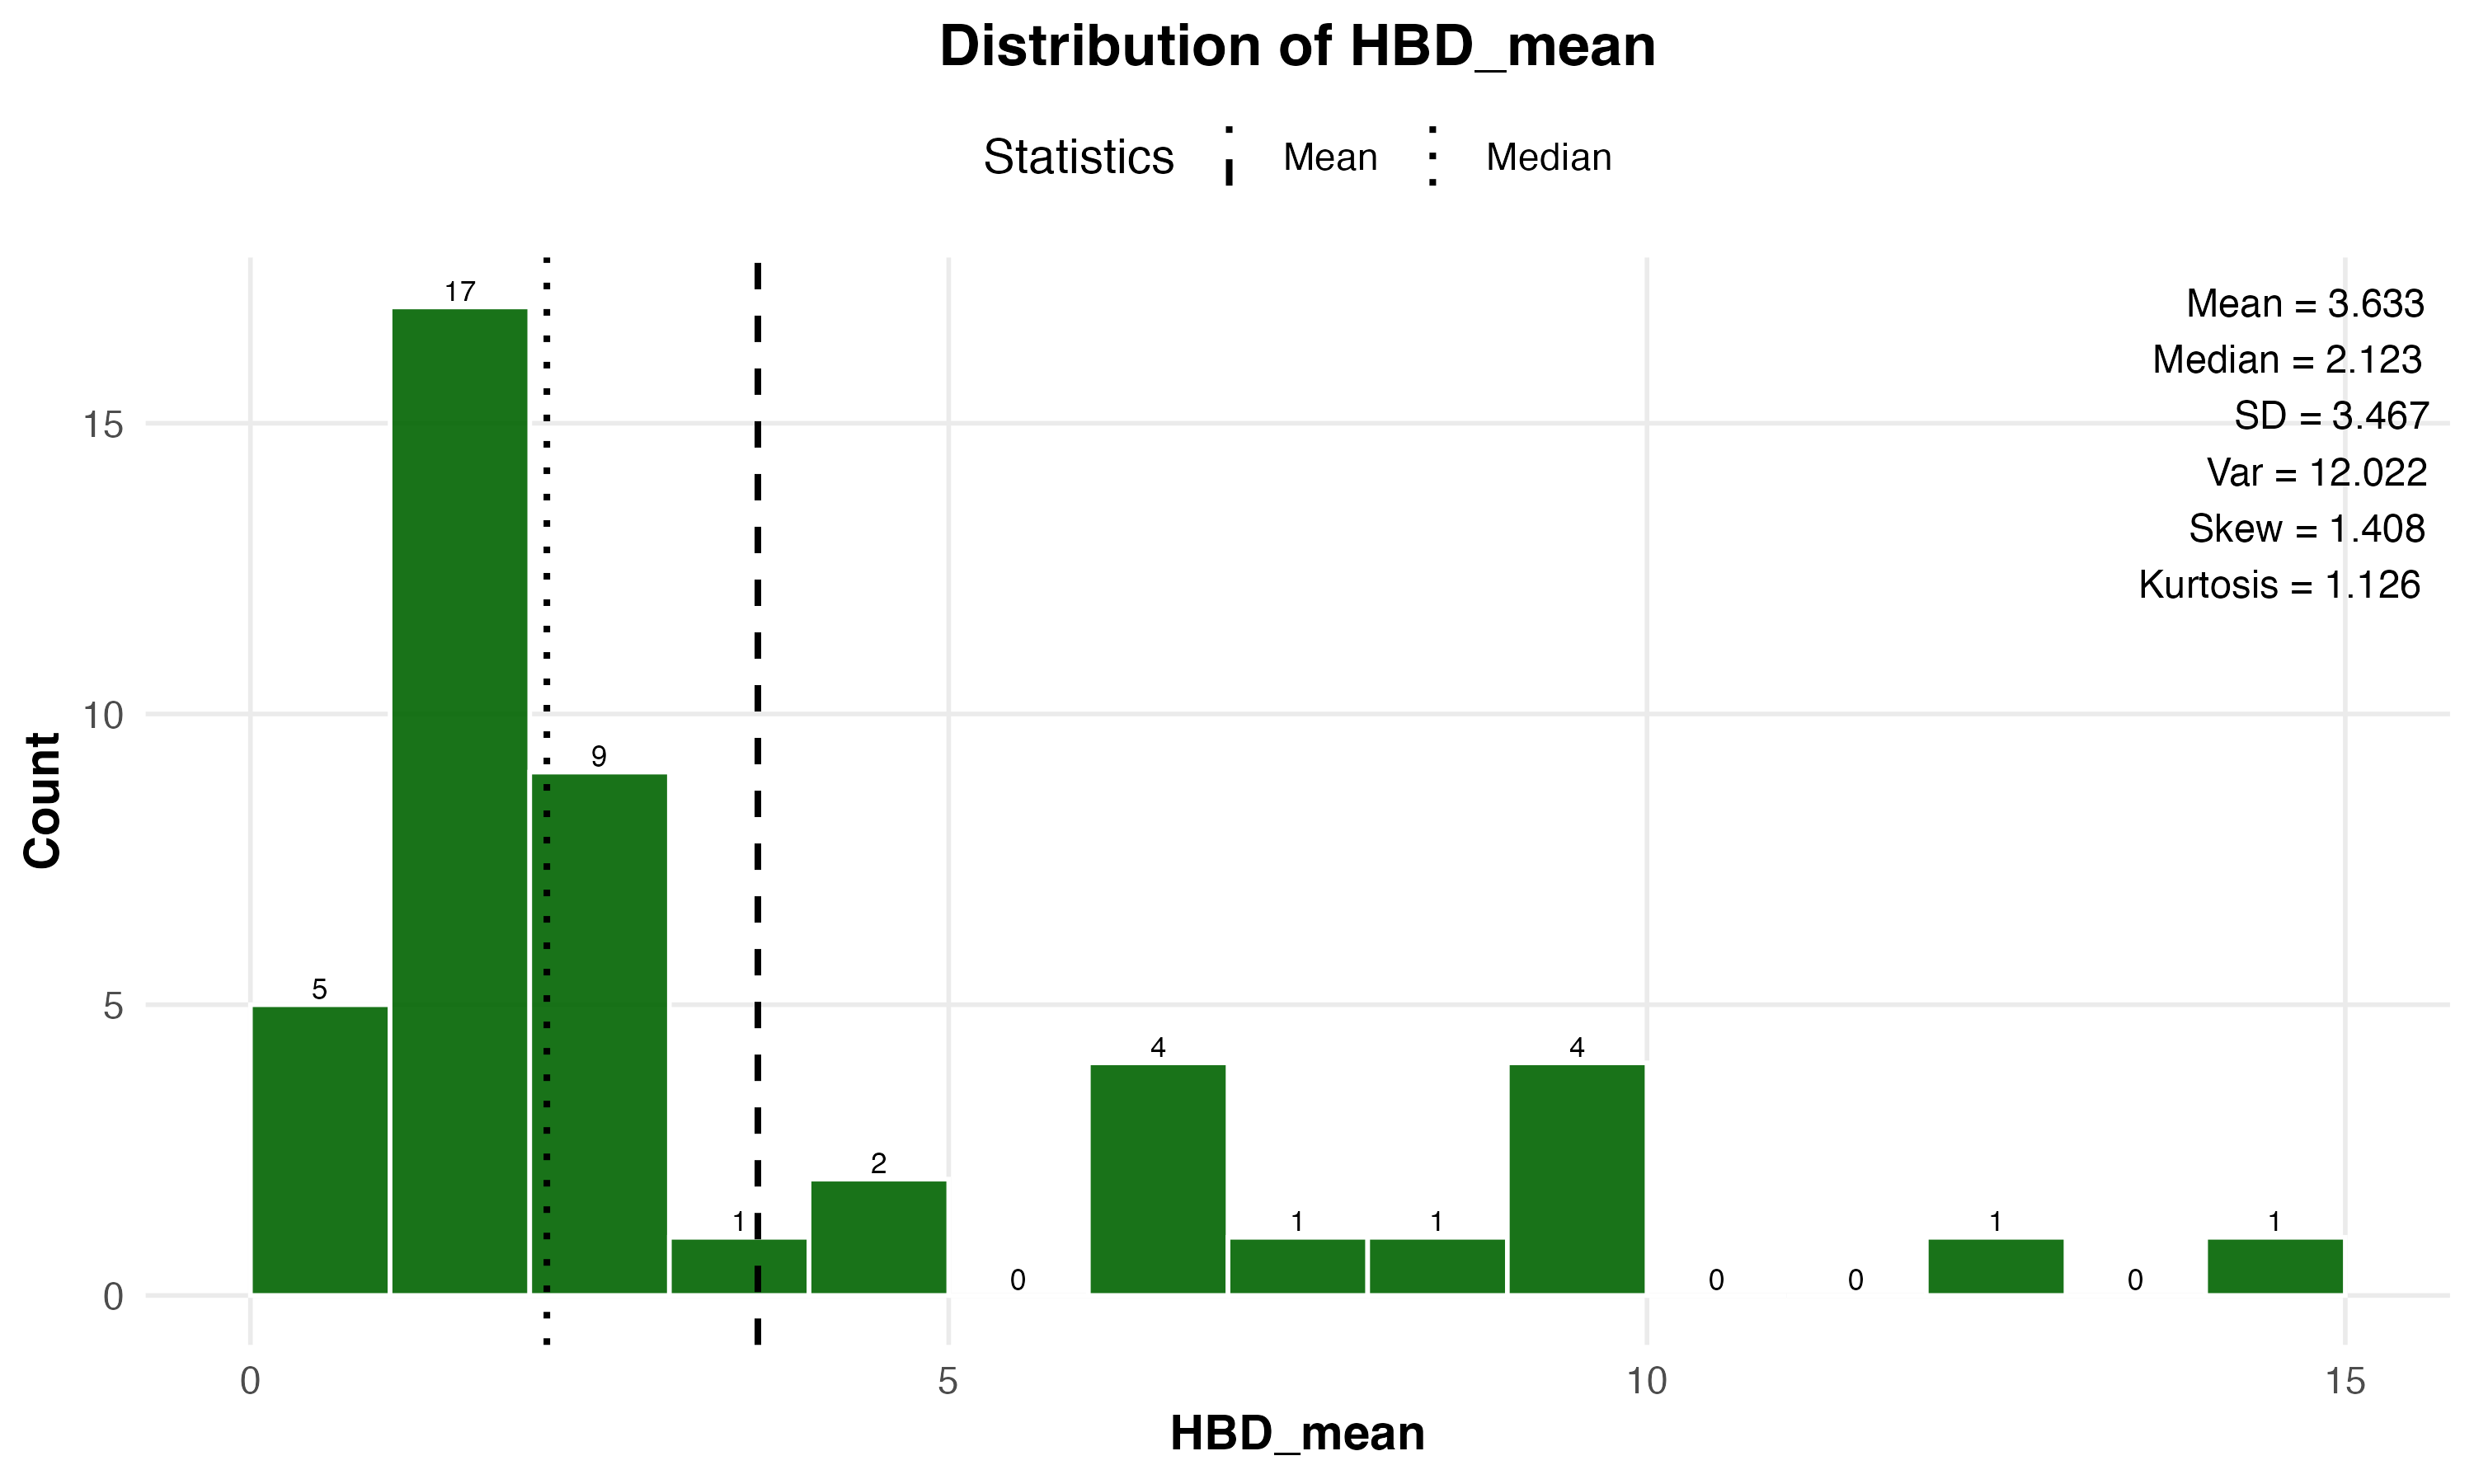 Distribution of HBD_mean
Statistics Mean Median
Mean = 3.633
Median = 2.123
SD = 3.467
Var = 12.022
Skew = 1.408
Kurtosis = 1.126
17
15
10
9
5
5
4
4
2
1
1
1
1
1
0
0
0
0
0
Count
0
5
10
15
HBD_mean